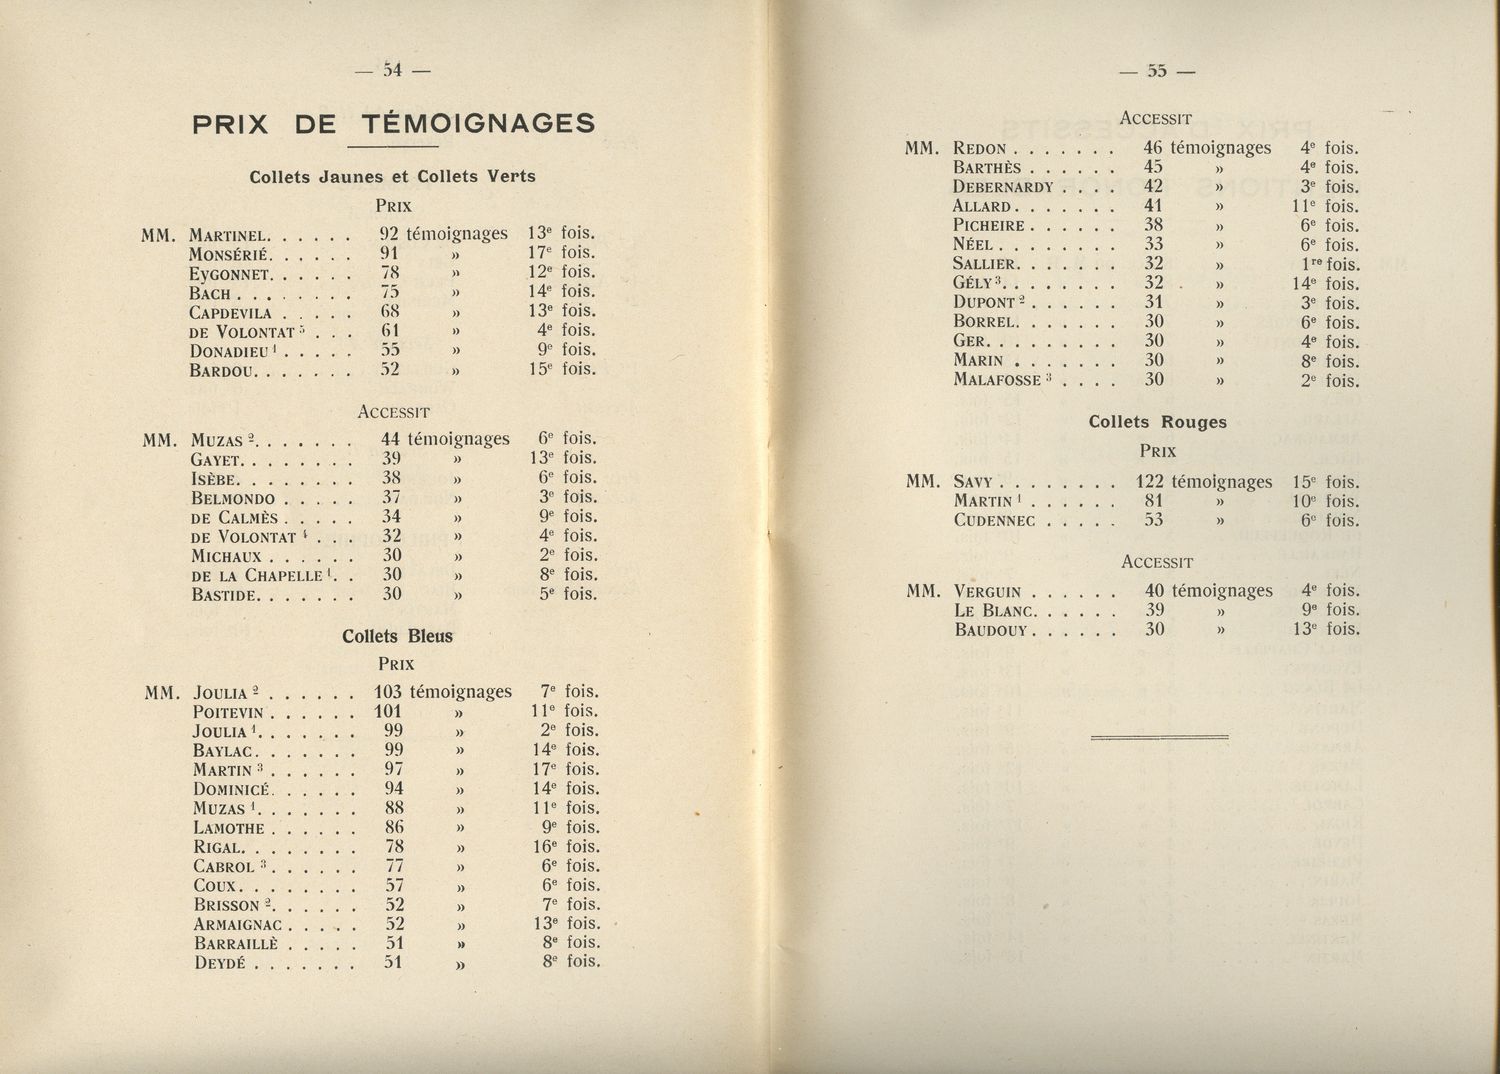 — 54 —
PRIX DE TÉMOIGNAGES
Collets Jaunes et Collets Verts
PRIX
MM. MARTINEL. . . . . . 92 témoignages 13e fois.
MONSÉRIÉ. . . . . . 91 » 17e fois.
EyGONNET. . . . . . 78 » 12e fois.
BACH . . . . . . . . 75 » 14e fois.
CAPDEVILA . . . . . 68 » 13e fois.
DE VOLONTAT 5 . . . 61 » 4e fois.
DONADIEU 1 . . . . . 55 » 9e fois.
BARDOU. . . . . . . 52 » 15e fois.
ACCESSIT
MM. MUZAS 2. . . . . . . 44 témoignages 6e fois.
GAYET. . . . . . . . 39 » 13e fois.
ISÈBE. . . . . . . . 38 » 6e fois.
BELMONDO . . . . . 37 » 3e fois.
DE CALMÈS . . . . . 34 » 9e fois.
DE VOLONTAT 4 . . . 32 » 4e fois.
MICHAUX . . . . . . 30 » 2e fois.
DE LA CHAPELLE 1. . 30 » 8e fois.
BASTIDE. . . . . . . 30 » 5e fois.
Collets Bleus
PRIX
MM. JOULIA 2 . . . . . . 103 témoignages 7e fois.
POITEVIN . . . . . . 101 » 11e fois.
JOULIA 1. . . . . . . 99 » 2e fois.
BAYLAC. . . . . . . 99 » 14e fois.
MARTIN 3 . . . . . . 97 » 17e fois.
DOMINICÉ. . . . . . 94 » 14e fois.
MUZAS 1. . . . . . . 88 » 11e fois.
LAMOTHE . . . . . . 86 » 9e fois.
RIGAL. . . . . . . . 78 » 16e fois.
CABROL 3. . . . . . 77 » 6e fois.
COUX. . . . . . . . 57 » 6e fois.
BRISSON 2. . . . . . 52 » 7e fois.
ARMAIGNAC . . . . . 52 » 13e fois.
BARRAILLÈ . . . . . 51 » 8e fois.
DEYDÉ . . . . . . . 51 » 8e fois.
— 55 —
ACCESSIT
MM. REDON . . . . . . . 46 témoignages 4e fois.
BARTHÈS . . . . . . 45 » 4e fois.
DEBERNARDY . . . . 42 » 3e fois.
ALLARD. . . . . . . 41 » 11e fois.
PICHEIRE . . . . . . 38 » 6e fois.
NÉEL . . . . . . . . 33 » 6e fois.
SALLIER. . . . . . . 32 » 1re fois.
GÉLY 3. . . . . . . . 32 » 14e fois.
DUPONT 2 . . . . . . 31 » 3e fois.
BORREL. . . . . . . 30 » 6e fois.
GER. . . . . . . . . 30 » 4e fois.
MARIN . . . . . . . 30 » 8e fois.
MALAFOSSE 3 . . . . 30 » 2e fois.
Collets Rouges
PRIX
MM. SAVY . . . . . . . . 122 témoignages 15e fois.
MARTIN 1 . . . . . . 81 » 10e fois.
CUDENNEC . . . . . 53 » 6e fois.
ACCESSIT
MM. VERGUIN . . . . . . 40 témoignages 4e fois.
LE BLANC. . . . . . 39 » 9e fois.
BAUDOUY. . . . . . 30 » 13e fois.